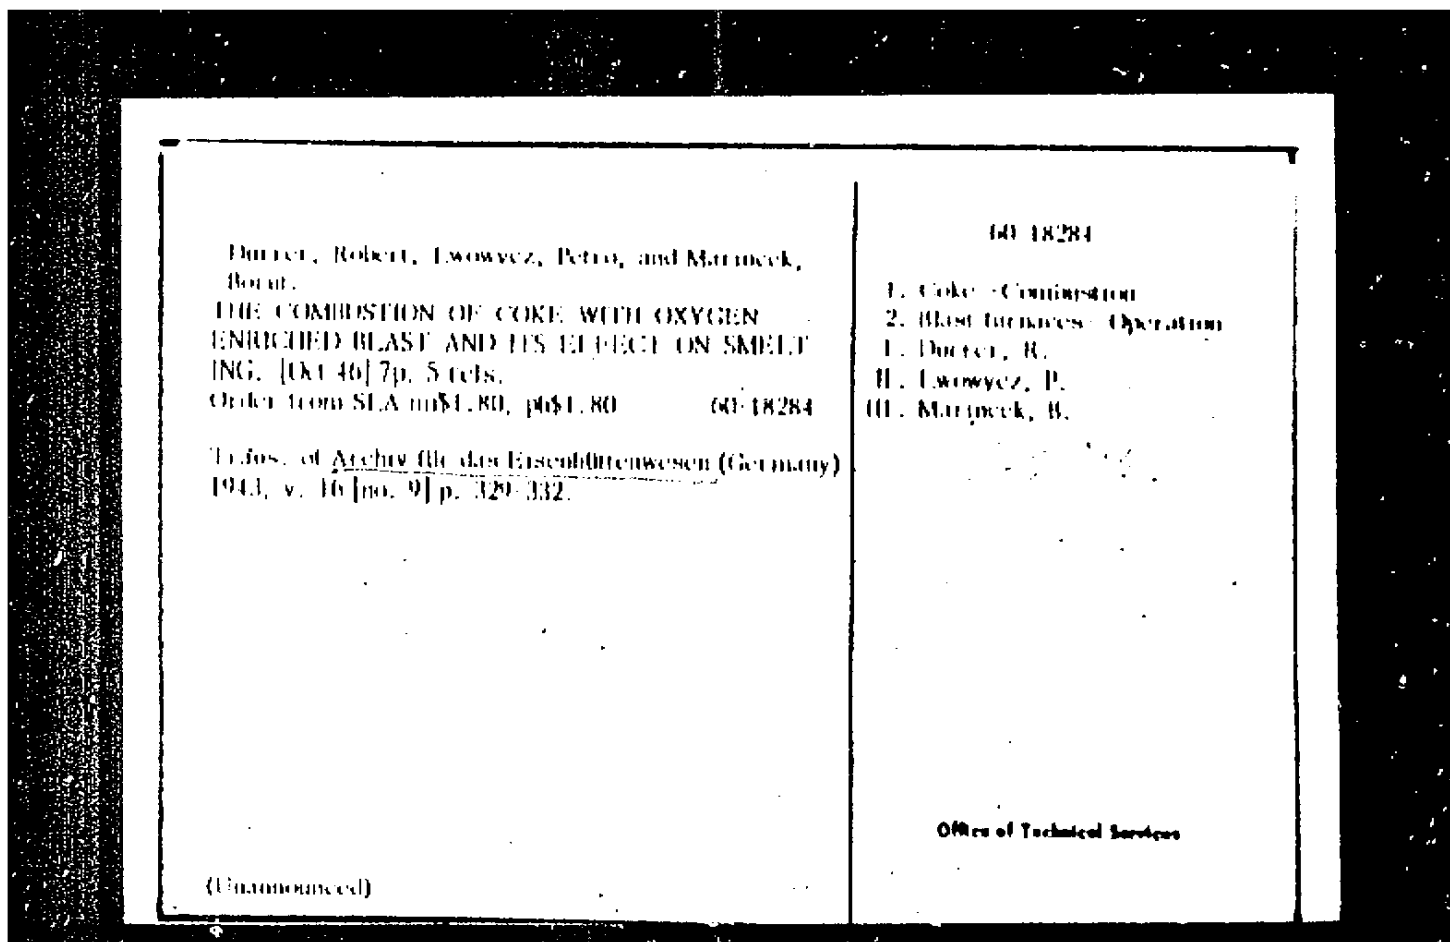 Durrer, Robert, Lwowycz, Petro, and Marincek,
Borut.
THE COMBUSTION OF COKE WITH OXYGEN
ENRICHED BLAST AND ITS EFFECT ON SMELT
ING. [Oct 46] 7p. 5 refs.
Order from SLA mi$1.80, ph$1.80 60-18284
Trans. of Archiv für das Eisenhüttenwesen (Germany)
1943, v. 16 [no. 9] p. 329-332.
(Unannounced)
60-18284
1. Coke--Combustion
2. Blast furnaces--Operation
I. Durrer, R.
II. Lwowycz, P.
III. Marincek, B.
Office of Technical Services